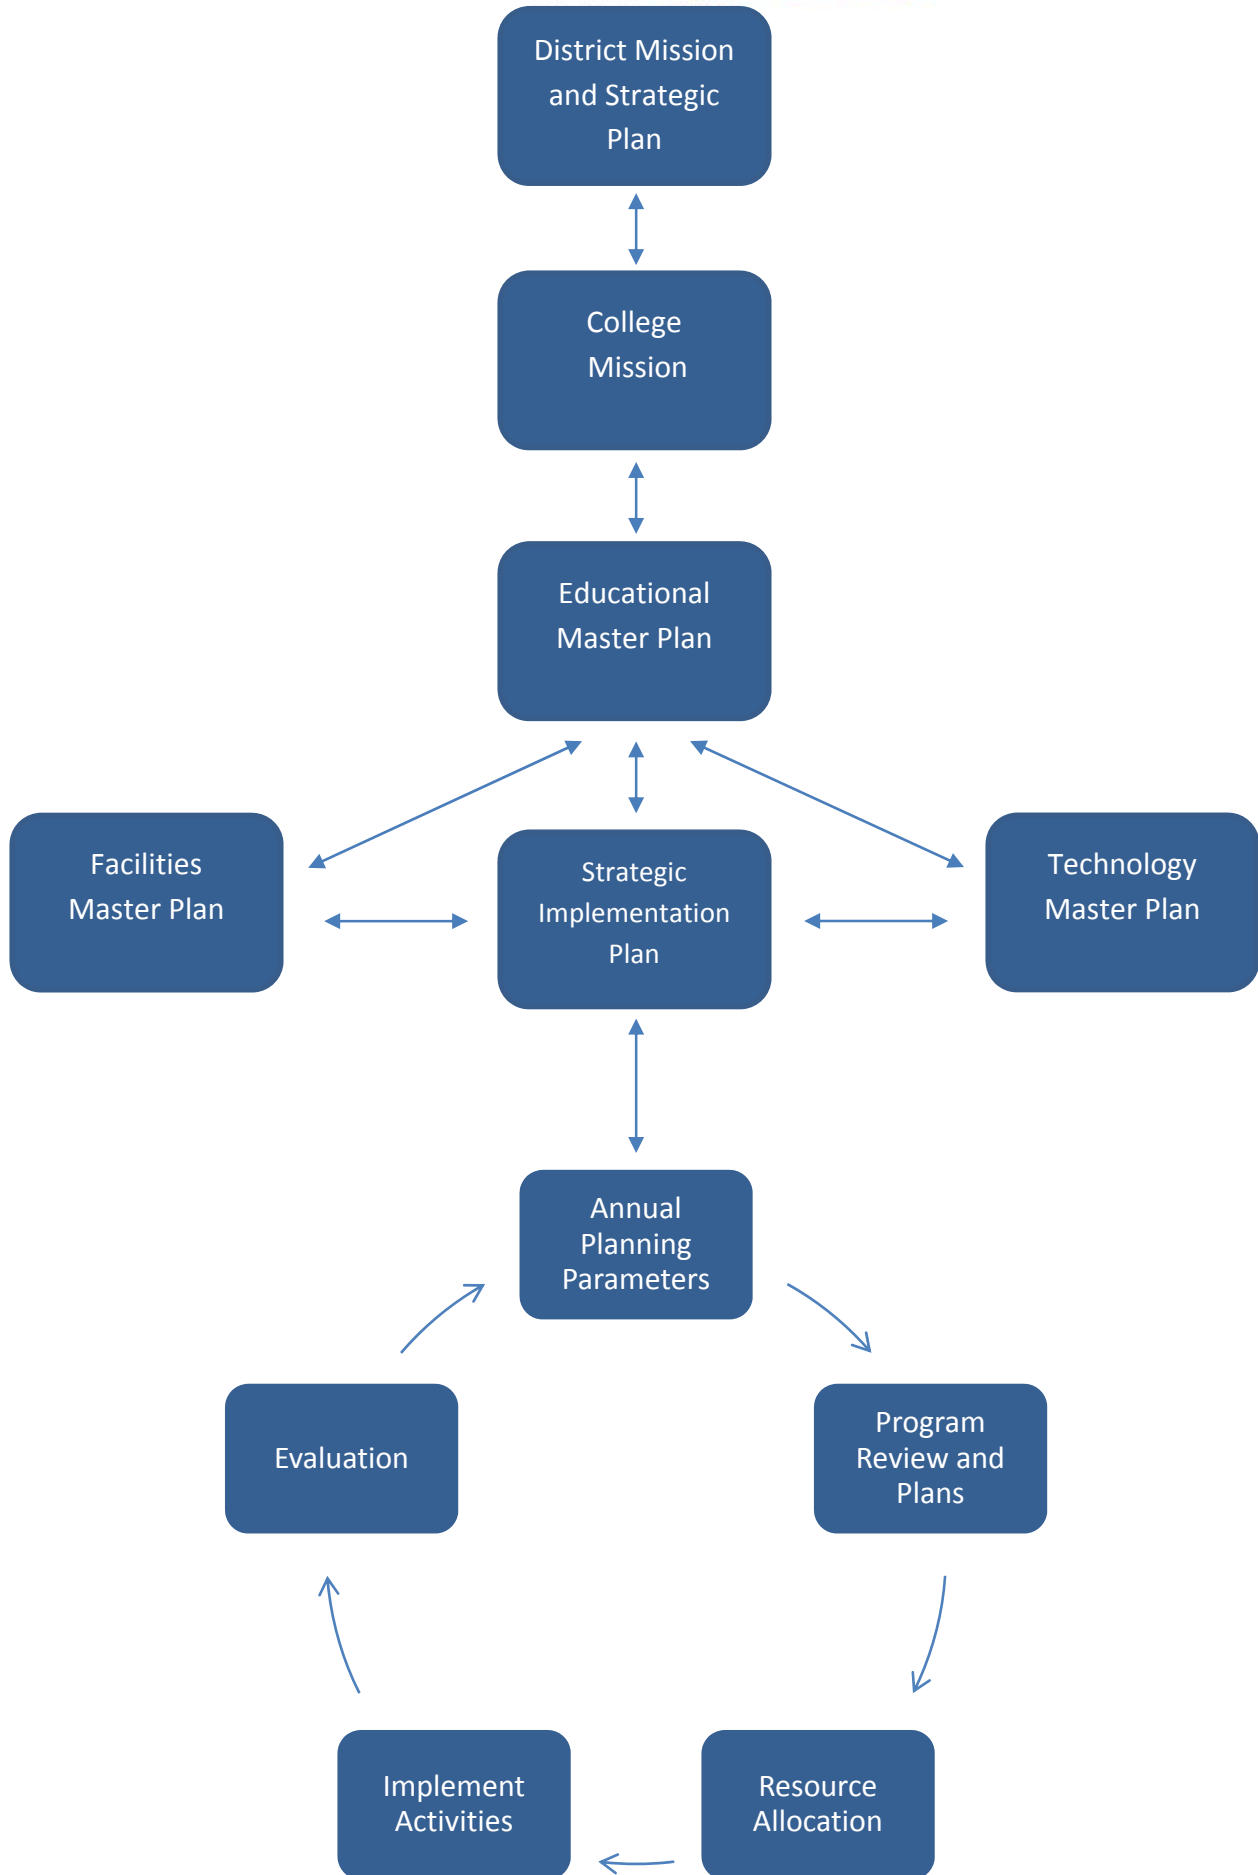 District Mission
and Strategic
Plan
College
Mission
Educational
Master Plan
Facilities
Master Plan
Strategic
Implementation
Plan
Technology
Master Plan
Annual
Planning
Parameters
Evaluation
Program
Review and
Plans
Implement
Activities
Resource
Allocation